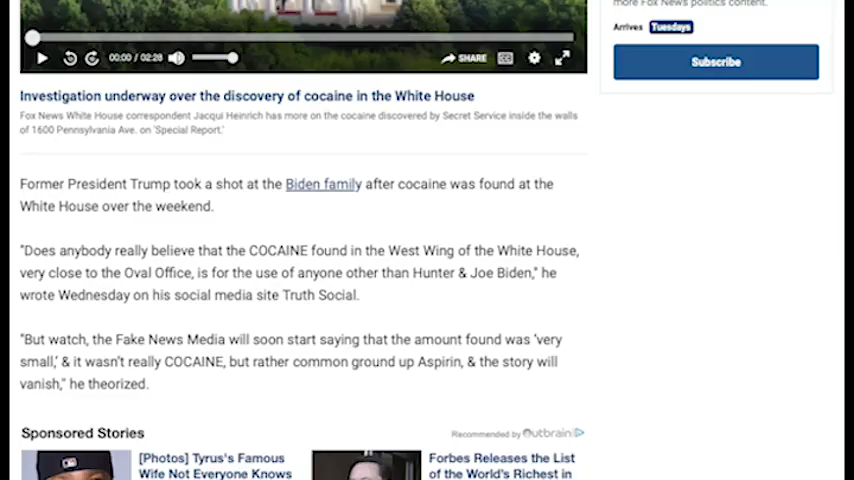 more Fox News politics content.
Arrives Tuesdays
00:00 / 02:28
SHARE
CC
Subscribe
Investigation underway over the discovery of cocaine in the White House
Fox News White House correspondent Jacqui Heinrich has more on the cocaine discovered by Secret Service inside the walls
of 1600 Pennsylvania Ave. on 'Special Report.'
Former President Trump took a shot at the Biden family after cocaine was found at the
White House over the weekend.
"Does anybody really believe that the COCAINE found in the West Wing of the White House,
very close to the Oval Office, is for the use of anyone other than Hunter & Joe Biden," he
wrote Wednesday on his social media site Truth Social.
"But watch, the Fake News Media will soon start saying that the amount found was 'very
small,' & it wasn't really COCAINE, but rather common ground up Aspirin, & the story will
vanish," he theorized.
Sponsored Stories
Recommended by Outbrain
[Photos] Tyrus's Famous
Wife Not Everyone Knows
Forbes Releases the List
of the World's Richest in